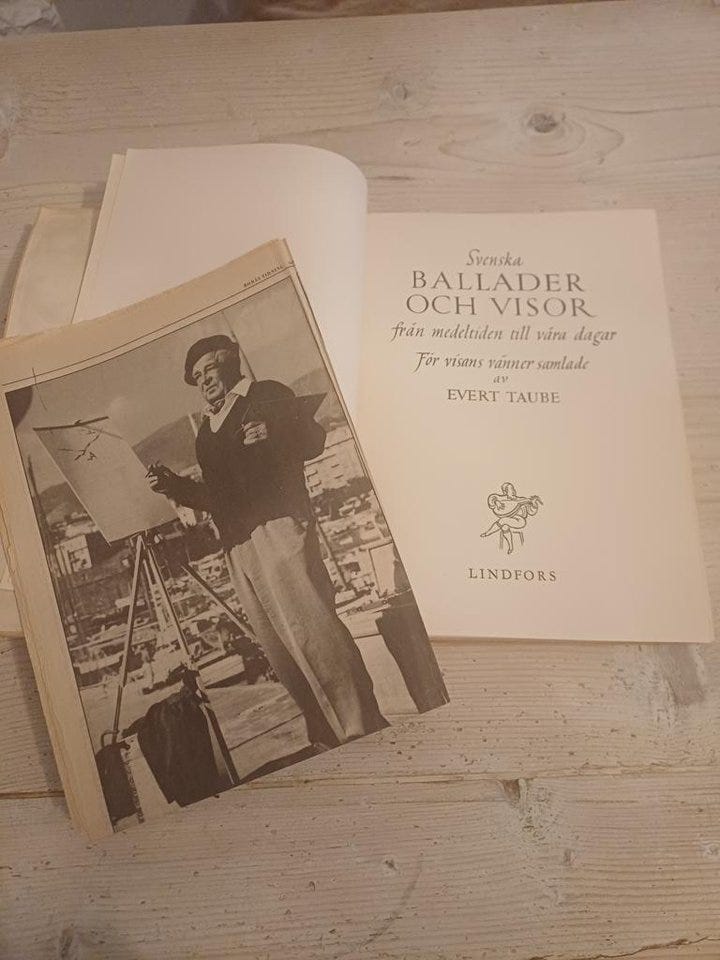 Svenska
BALLADER
OCH VISOR
från medeltiden till våra dagar
För visans vänner samlade
av
EVERT TAUBE
LINDFORS